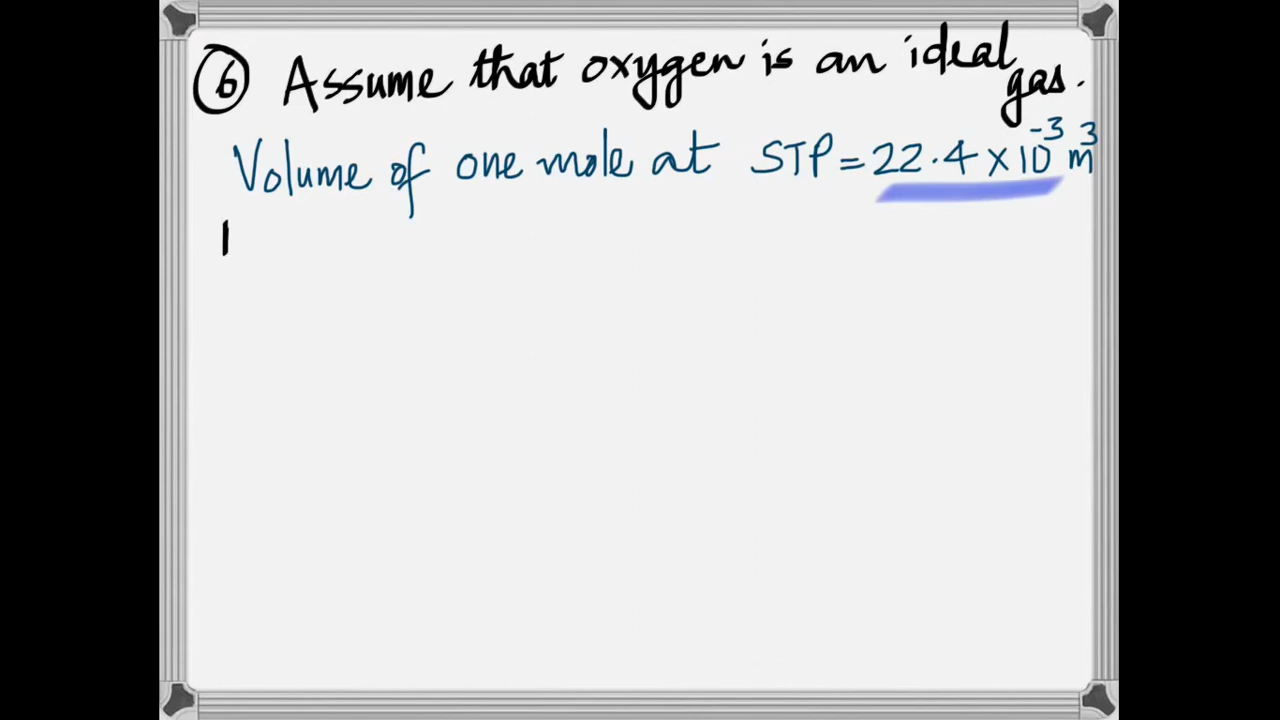 ⑥ Assume that oxygen is an ideal gas.
Volume of one mole at STP = 22.4 × 10⁻³ m³